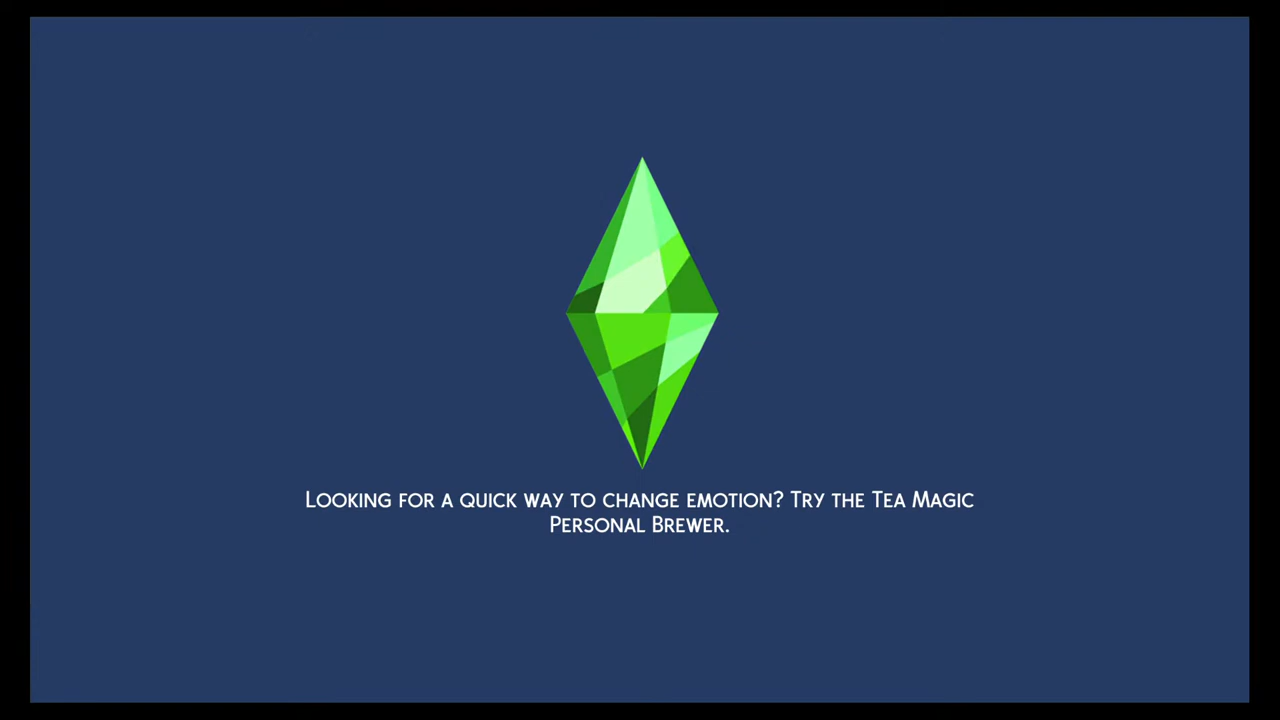 Looking for a quick way to change emotion? Try the Tea Magic
Personal Brewer.